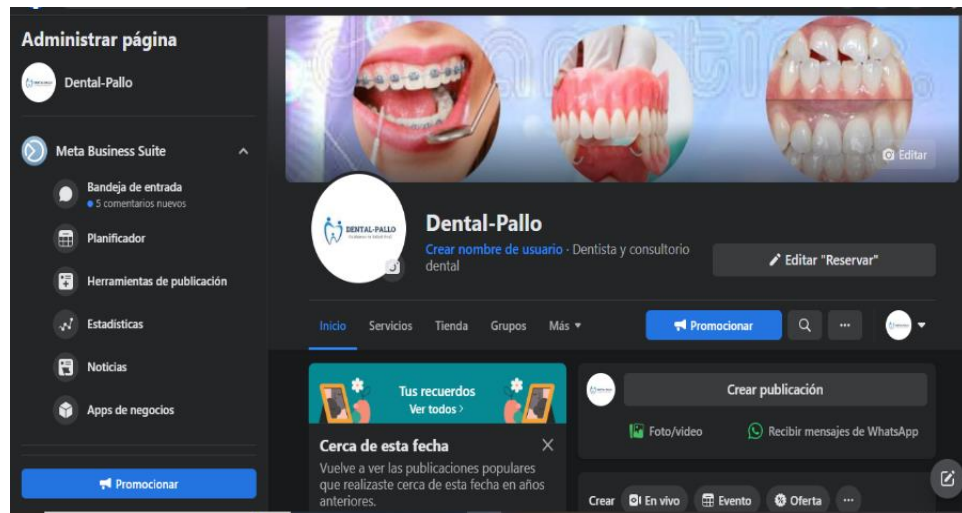 Administrar página
Dental-Pallo
Meta Business Suite
Bandeja de entrada
5 comentarios nuevos
Planificador
Herramientas de publicación
Estadísticas
Noticias
Apps de negocios
Promocionar
Editar
DENTAL-PALLO
Dental-Pallo
Crear nombre de usuario · Dentista y consultorio
dental
Editar "Reservar"
Inicio Servicios Tienda Grupos Más
Promocionar
Tus recuerdos
Ver todos
Cerca de esta fecha
Vuelve a ver las publicaciones populares
que realizaste cerca de esta fecha en años
anteriores.
Crear publicación
Foto/video Recibir mensajes de WhatsApp
Crear En vivo Evento Oferta